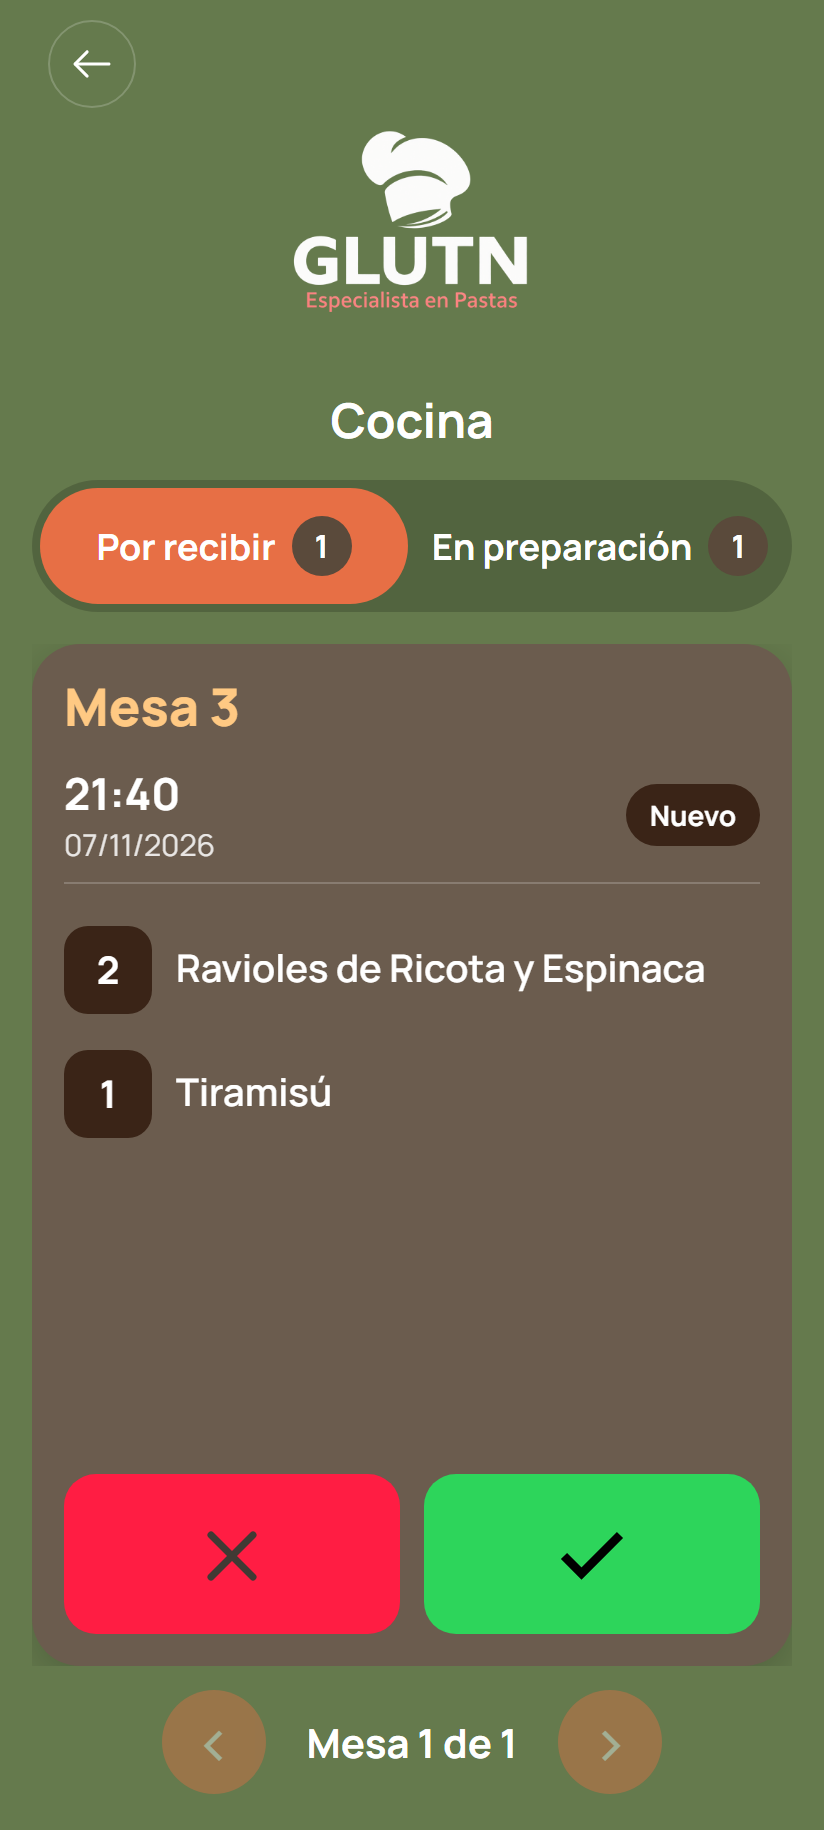 GLUTN
Especialista en Pastas
Cocina
Por recibir 1 En preparación 1
Mesa 3
21:40
07/11/2026
Nuevo
2 Ravioles de Ricota y Espinaca
1 Tiramisú
Mesa 1 de 1